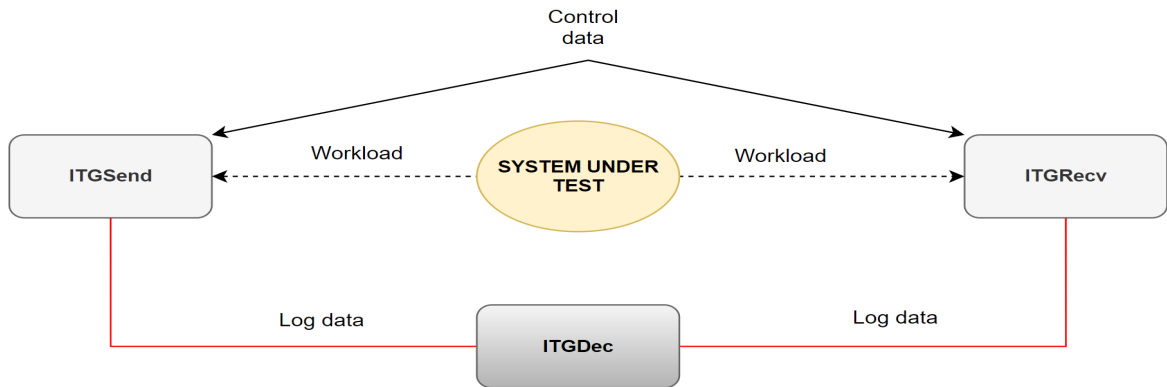 Control
data
Workload
Workload
ITGSend
SYSTEM UNDER
TEST
ITGRecv
Log data
Log data
ITGDec